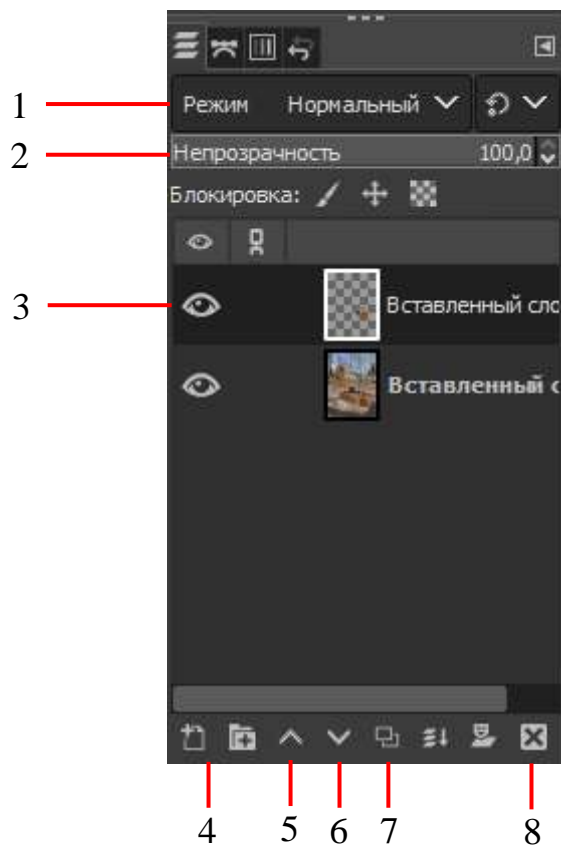 1 Режим Нормальный
2 Непрозрачность 100,0
Блокировка:
3 Вставленный сло
Вставленный с
4 5 6 7 8